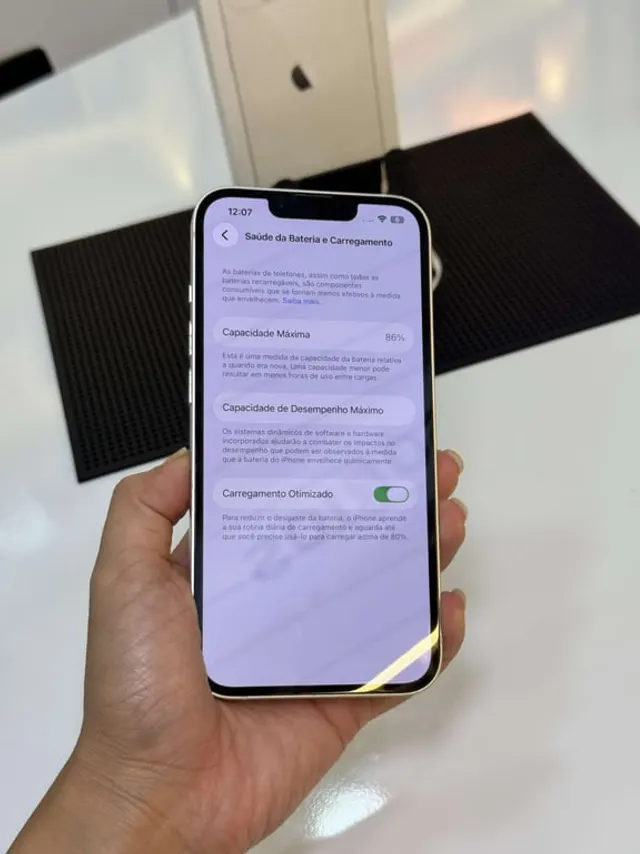 12:07
Saúde da Bateria e Carregamento
As baterias de telefones, assim como todas as
baterias recarregáveis, são componentes
consumíveis que se tornam menos efetivos à medida
que envelhecem. Saiba mais...
Capacidade Máxima
86%
Esta é uma medida da capacidade da bateria relativa
a quando era nova. Uma capacidade menor pode
resultar em menos horas de uso entre cargas.
Capacidade de Desempenho Máximo
Os sistemas dinâmicos de software e hardware
incorporados ajudarão a combater os impactos no
desempenho que podem ser observados à medida
que a bateria do iPhone envelhece quimicamente.
Carregamento Otimizado
Para reduzir o desgaste da bateria, o iPhone aprende
a sua rotina diária de carregamento e aguarda até
que você precise usá-lo para carregar acima de 80%.